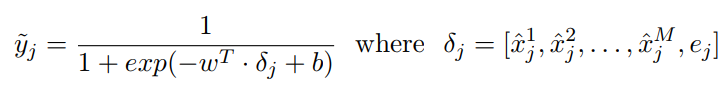 ỹ_j = 1 / (1 + exp(−w^T · δ_j + b)) where δ_j = [x̂_j^1, x̂_j^2, . . . , x̂_j^M, e_j]